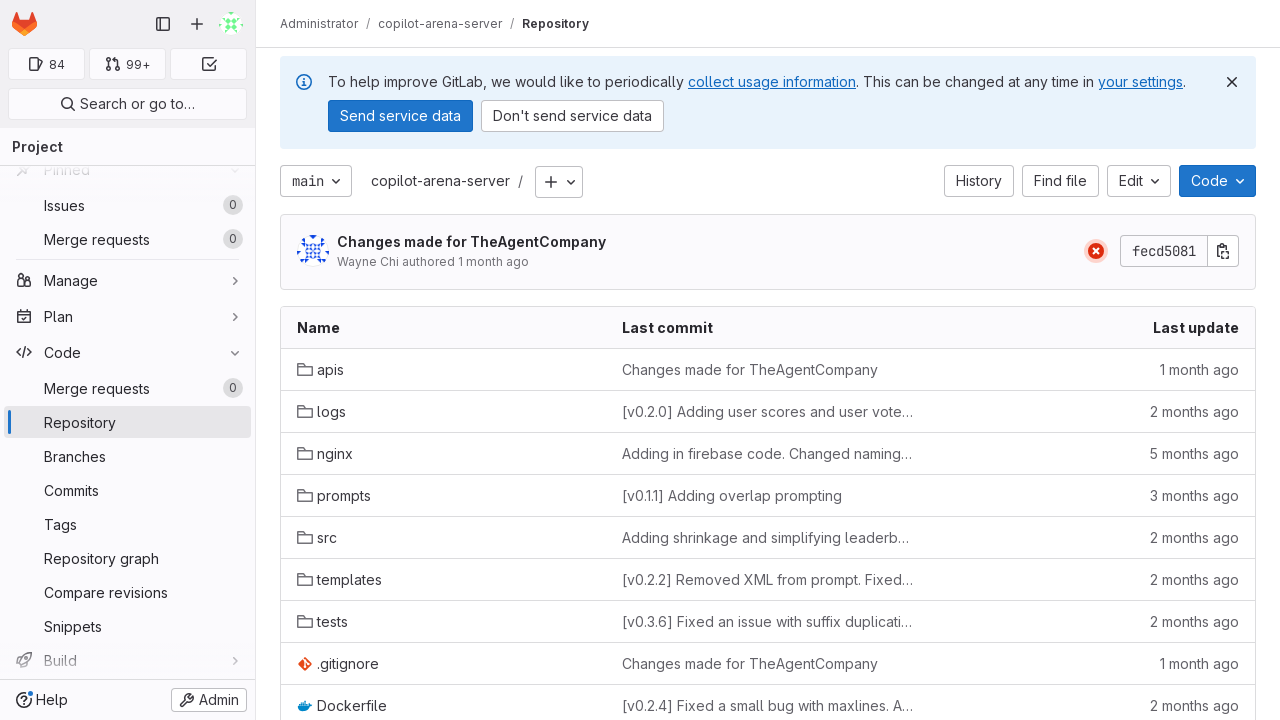 84
99+
Search or go to…
Project
Pinned
Issues 0
Merge requests 0
Manage
Plan
Code
Merge requests 0
Repository
Branches
Commits
Tags
Repository graph
Compare revisions
Snippets
Build
Help
Admin
Administrator / copilot-arena-server / Repository
To help improve GitLab, we would like to periodically collect usage information. This can be changed at any time in your settings.
Send service data Don't send service data
main copilot-arena-server / History Find file Edit Code
Changes made for TheAgentCompany
Wayne Chi authored 1 month ago
fecd5081
Name Last commit Last update
apis Changes made for TheAgentCompany 1 month ago
logs [v0.2.0] Adding user scores and user vote… 2 months ago
nginx Adding in firebase code. Changed naming… 5 months ago
prompts [v0.1.1] Adding overlap prompting 3 months ago
src Adding shrinkage and simplifying leaderb… 2 months ago
templates [v0.2.2] Removed XML from prompt. Fixed… 2 months ago
tests [v0.3.6] Fixed an issue with suffix duplicati… 2 months ago
.gitignore Changes made for TheAgentCompany 1 month ago
Dockerfile [v0.2.4] Fixed a small bug with maxlines. A… 2 months ago